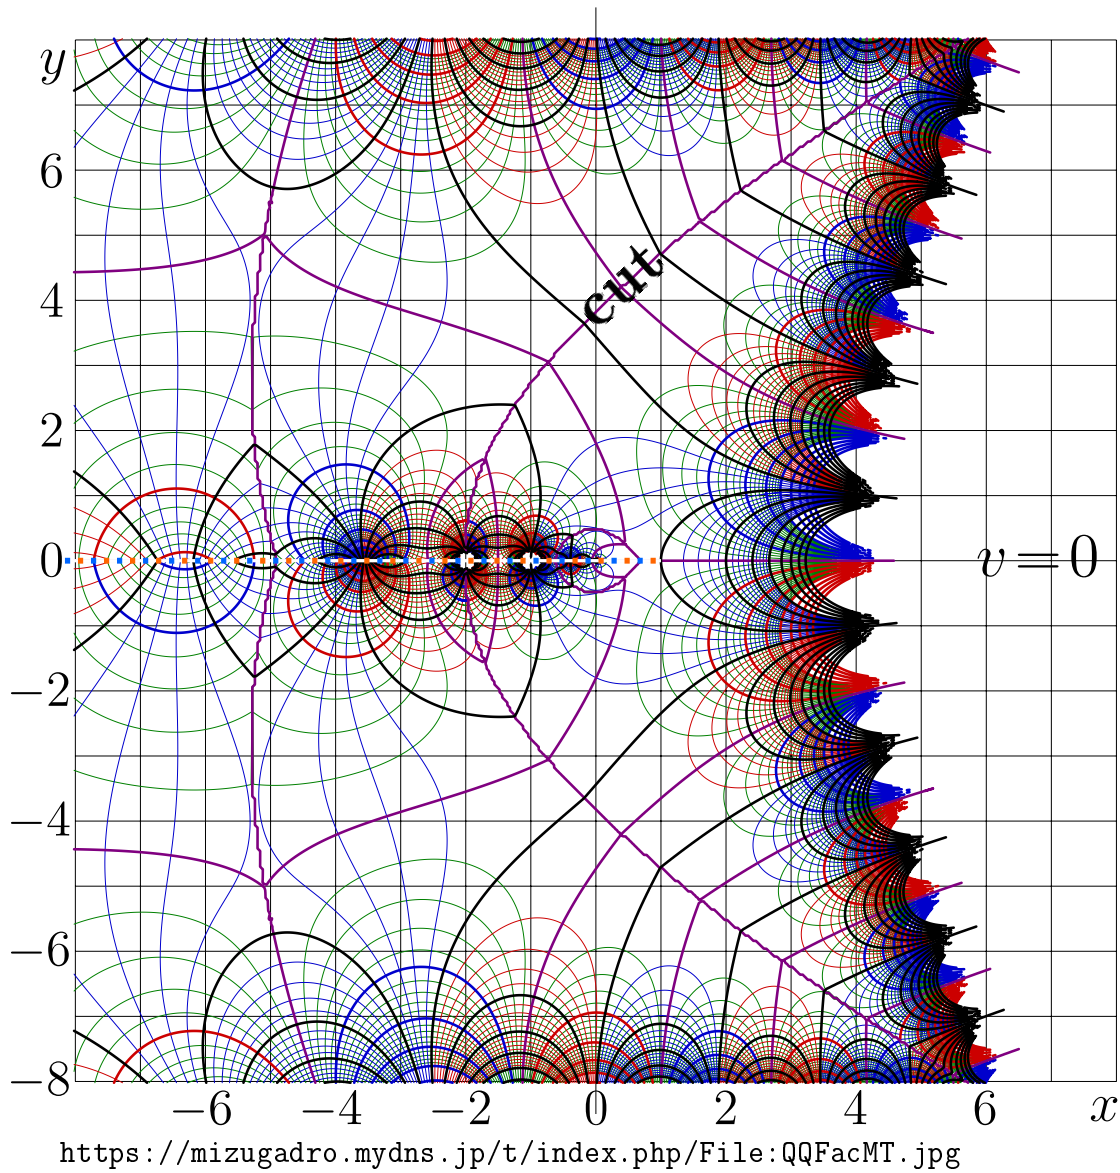 y
6
4
cut
2
0
v=0
−2
−4
−6
−8
−6 −4 −2 0 2 4 6 x
https://mizugadro.mydns.jp/t/index.php/File:QQFacMT.jpg